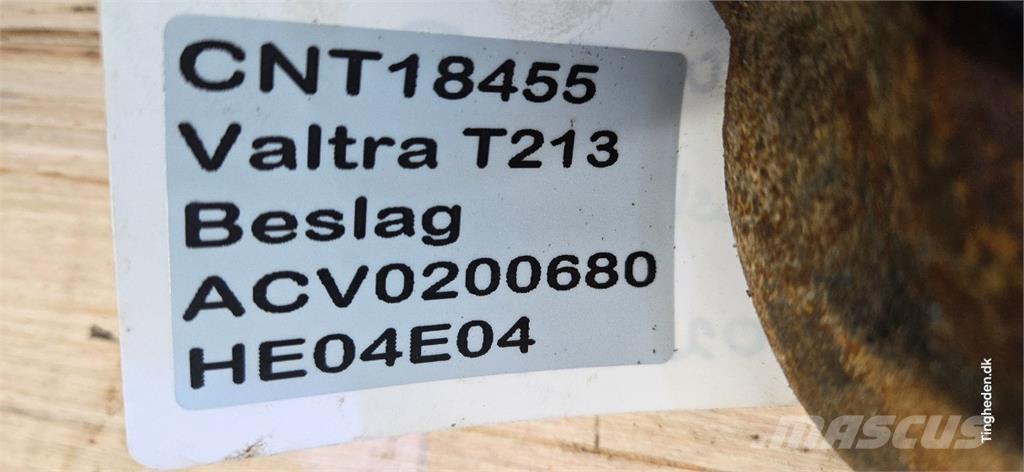 CNT18455
Valtra T213
Beslag
ACV0200680
HE04E04
Tingheden.dk
MASCUS